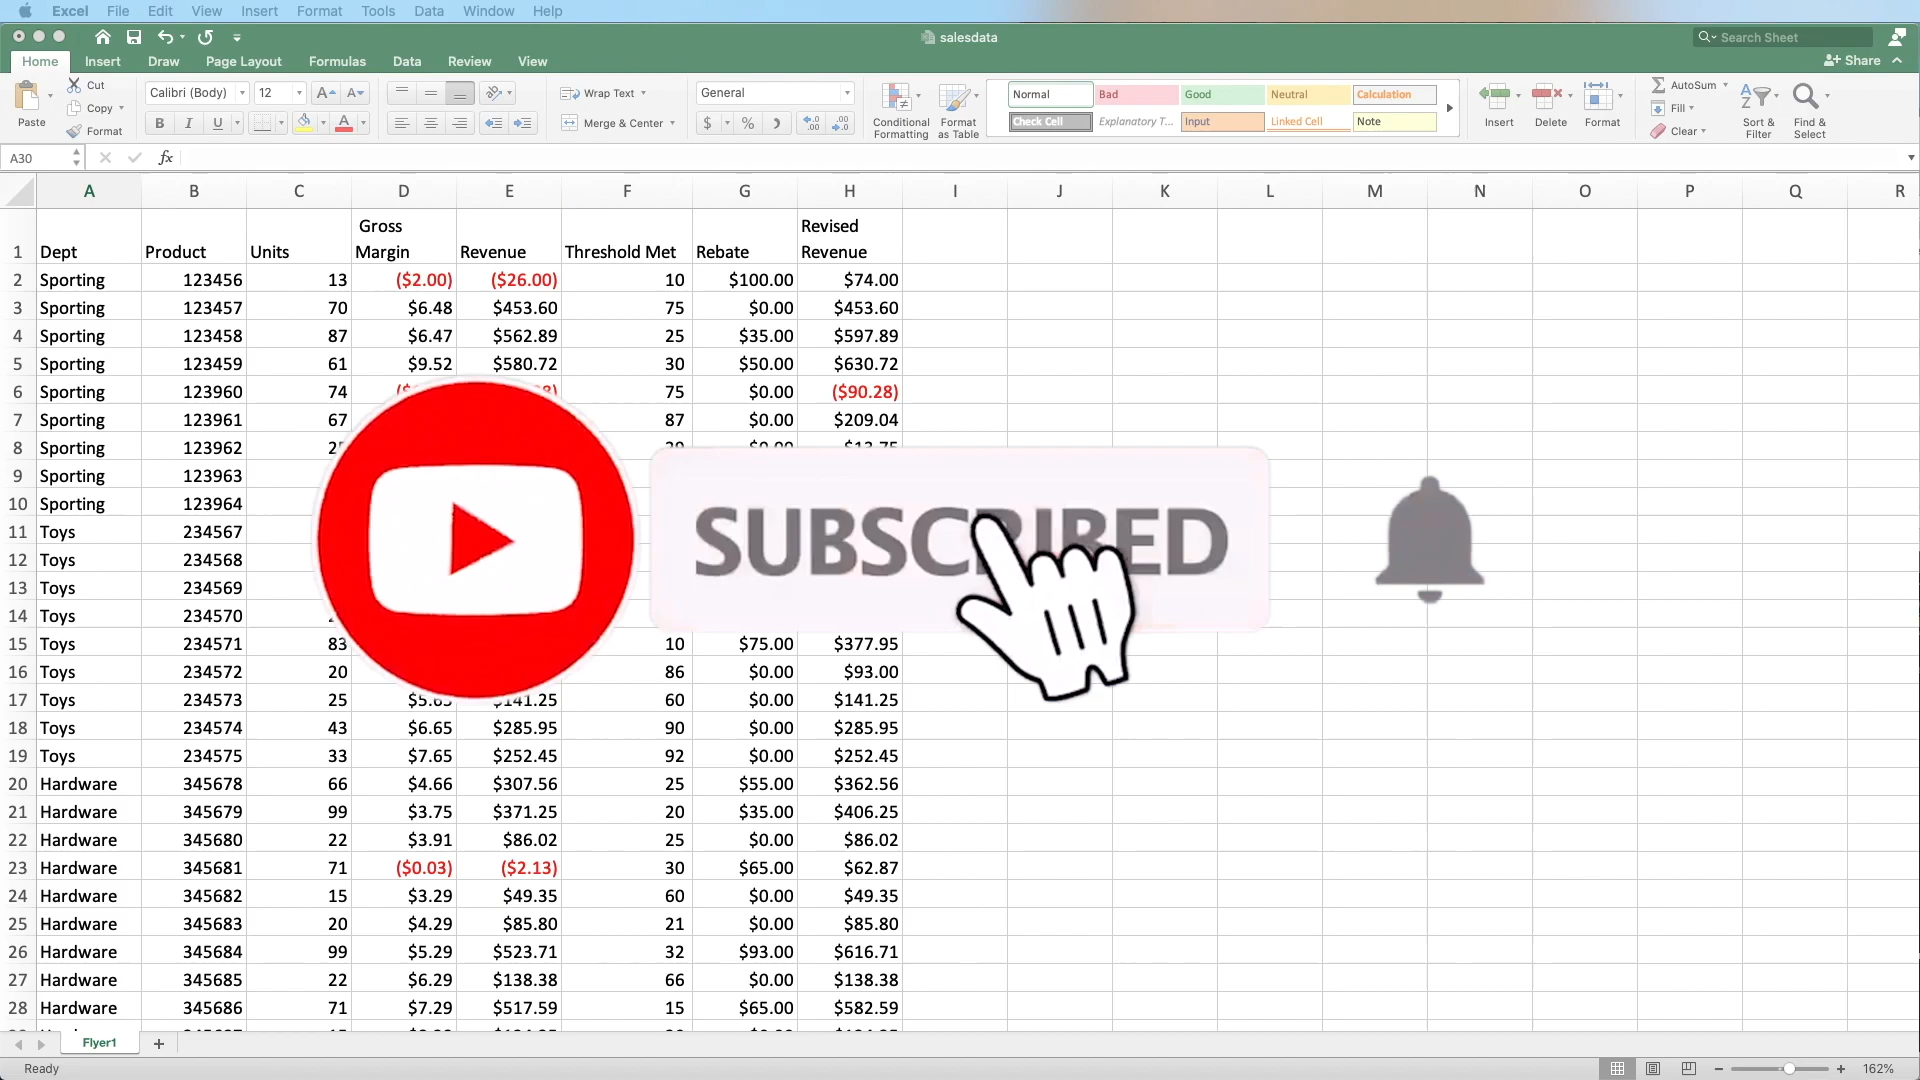 Excel File Edit View Insert Format Tools Data Window Help
salesdata
Search Sheet
Home Insert Draw Page Layout Formulas Data Review View
Share
Paste
Cut
Copy
Format
Calibri (Body) 12 A A
B I U A
Wrap Text
Merge & Center
General
$ % )
Conditional Formatting
Format as Table
Normal Bad Good Neutral Calculation
Check Cell Explanatory T... Input Linked Cell Note
Insert
Delete
Format
AutoSum
Fill
Clear
Sort & Filter
Find & Select
A30 fx
A B C D E F G H I J K L M N O P Q R
1 Dept Product Units Gross Margin Revenue Threshold Met Rebate Revised Revenue
2 Sporting 123456 13 ($2.00) ($26.00) 10 $100.00 $74.00
3 Sporting 123457 70 $6.48 $453.60 75 $0.00 $453.60
4 Sporting 123458 87 $6.47 $562.89 25 $35.00 $597.89
5 Sporting 123459 61 $9.52 $580.72 30 $50.00 $630.72
6 Sporting 123960 74 75 $0.00 ($90.28)
7 Sporting 123961 67 87 $0.00 $209.04
8 Sporting 123962
9 Sporting 123963
10 Sporting 123964
11 Toys 234567
12 Toys 234568
13 Toys 234569
14 Toys 234570
SUBSCRIBED
15 Toys 234571 83 10 $75.00 $377.95
16 Toys 234572 20 86 $0.00 $93.00
17 Toys 234573 25 $5.65 $141.25 60 $0.00 $141.25
18 Toys 234574 43 $6.65 $285.95 90 $0.00 $285.95
19 Toys 234575 33 $7.65 $252.45 92 $0.00 $252.45
20 Hardware 345678 66 $4.66 $307.56 25 $55.00 $362.56
21 Hardware 345679 99 $3.75 $371.25 20 $35.00 $406.25
22 Hardware 345680 22 $3.91 $86.02 25 $0.00 $86.02
23 Hardware 345681 71 ($0.03) ($2.13) 30 $65.00 $62.87
24 Hardware 345682 15 $3.29 $49.35 60 $0.00 $49.35
25 Hardware 345683 20 $4.29 $85.80 21 $0.00 $85.80
26 Hardware 345684 99 $5.29 $523.71 32 $93.00 $616.71
27 Hardware 345685 22 $6.29 $138.38 66 $0.00 $138.38
28 Hardware 345686 71 $7.29 $517.59 15 $65.00 $582.59
Flyer1 +
Ready
162%